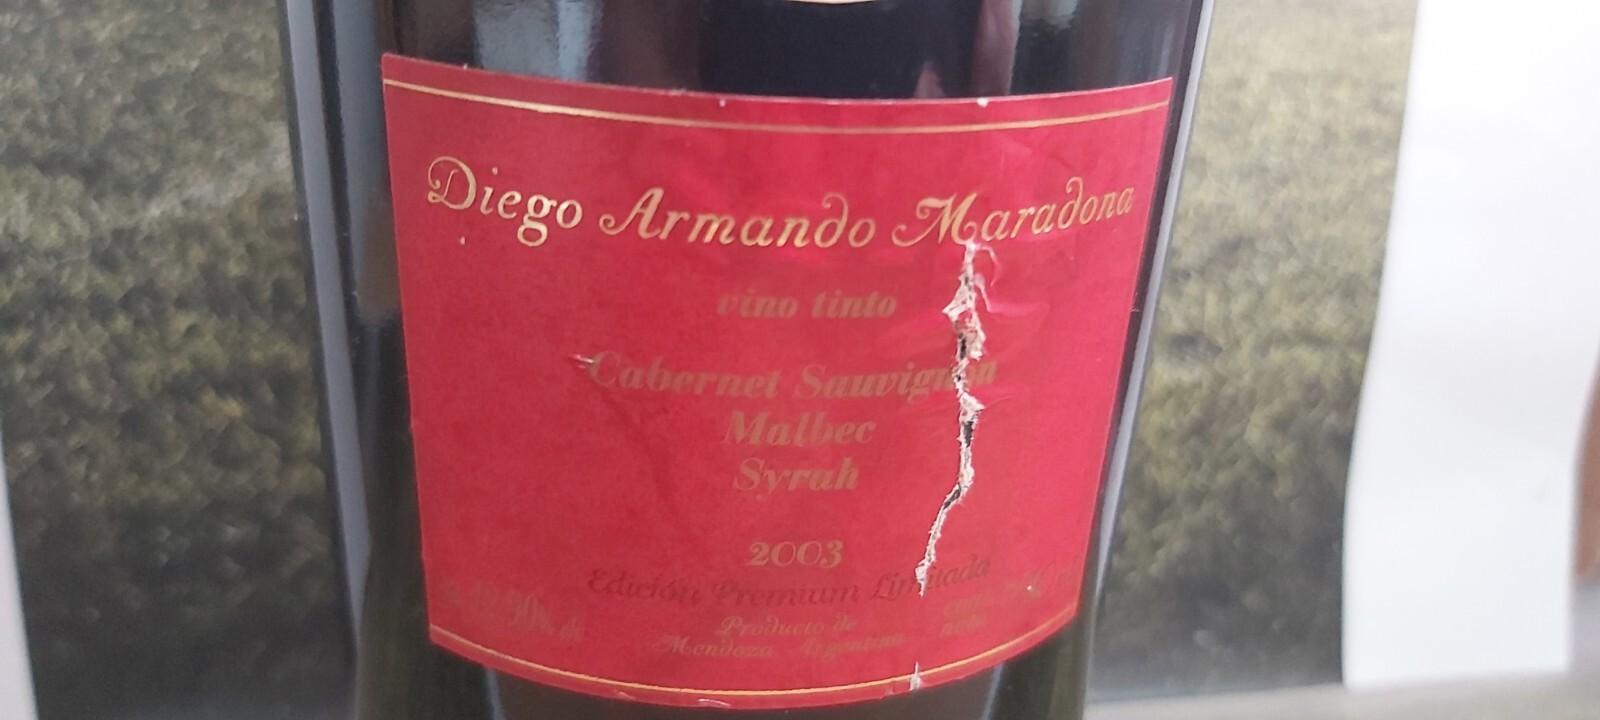 Diego Armando Maradona
vino tinto
Cabernet Sauvignon
Malbec
Syrah
2003
Edición Premium Limitada
Producto de
Mendoza Argentina